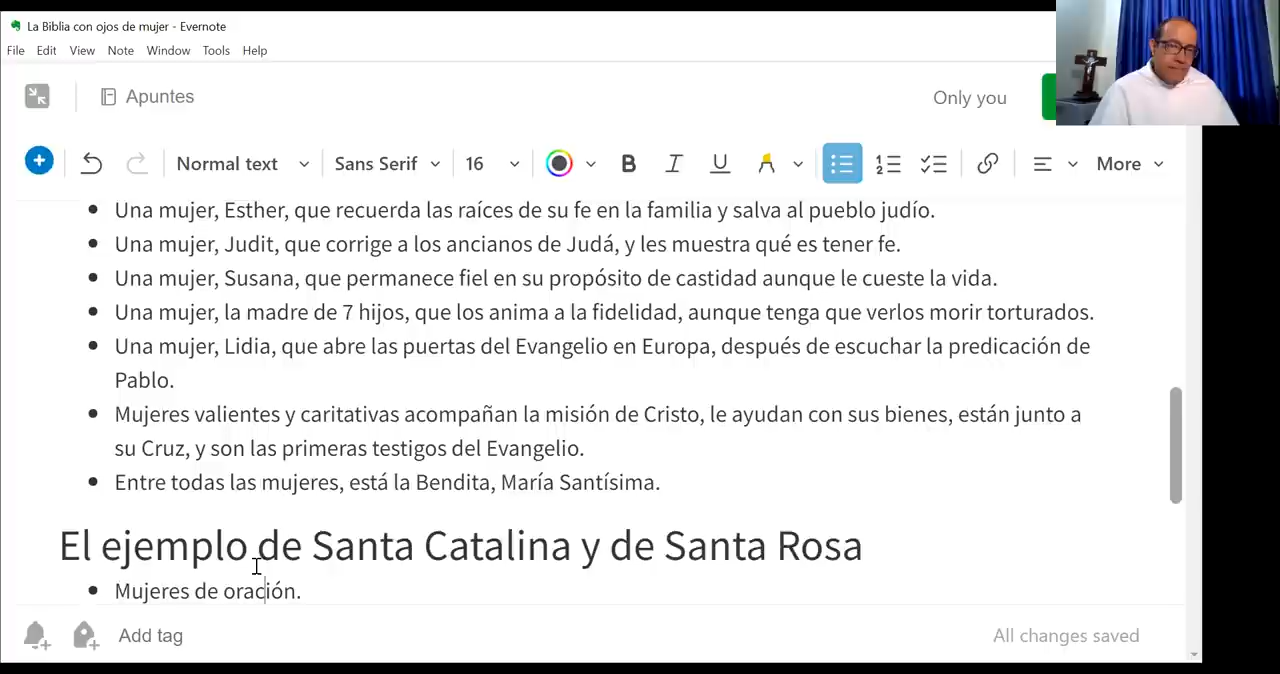 La Biblia con ojos de mujer - Evernote
File Edit View Note Window Tools Help
Apuntes
Only you
Normal text
Sans Serif
16
B I U
More
Una mujer, Esther, que recuerda las raíces de su fe en la familia y salva al pueblo judío.
Una mujer, Judit, que corrige a los ancianos de Judá, y les muestra qué es tener fe.
Una mujer, Susana, que permanece fiel en su propósito de castidad aunque le cueste la vida.
Una mujer, la madre de 7 hijos, que los anima a la fidelidad, aunque tenga que verlos morir torturados.
Una mujer, Lidia, que abre las puertas del Evangelio en Europa, después de escuchar la predicación de
Pablo.
Mujeres valientes y caritativas acompañan la misión de Cristo, le ayudan con sus bienes, están junto a
su Cruz, y son las primeras testigos del Evangelio.
Entre todas las mujeres, está la Bendita, María Santísima.
El ejemplo de Santa Catalina y de Santa Rosa
Mujeres de oración.
Add tag
All changes saved